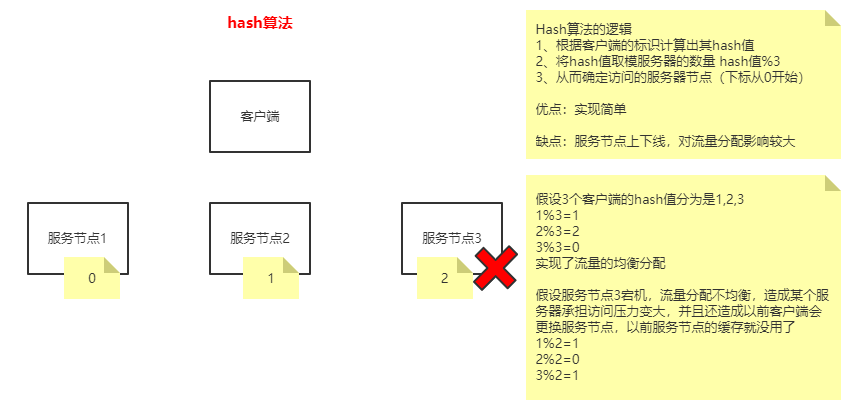 hash算法
客户端
服务节点1
服务节点2
服务节点3
0
1
2
Hash算法的逻辑
1、根据客户端的标识计算出其hash值
2、将hash值取模服务器的数量 hash值%3
3、从而确定访问的服务器节点（下标从0开始）
优点：实现简单
缺点：服务节点上下线，对流量分配影响较大
假设3个客户端的hash值分为是1,2,3
1%3=1
2%3=2
3%3=0
实现了流量的均衡分配
假设服务节点3宕机，流量分配不均衡，造成某个服
务器承担访问压力变大，并且还造成以前客户端会
更换服务节点，以前服务节点的缓存就没用了
1%2=1
2%2=0
3%2=1